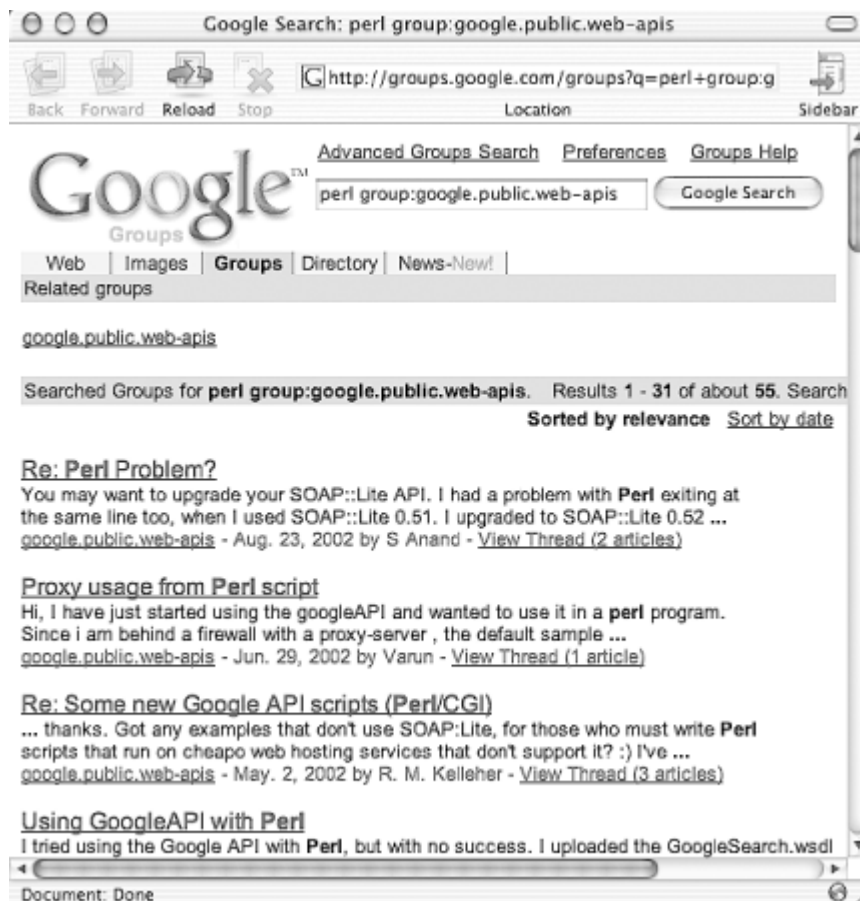 Google Search: perl group:google.public.web-apis
Back Forward Reload Stop
G http://groups.google.com/groups?q=perl+group:g
Location
Sidebar
Google™
Groups
Advanced Groups Search Preferences Groups Help
perl group:google.public.web-apis Google Search
Web Images Groups Directory News-New!
Related groups
google.public.web-apis
Searched Groups for perl group:google.public.web-apis. Results 1 - 31 of about 55. Search
Sorted by relevance Sort by date
Re: Perl Problem?
You may want to upgrade your SOAP::Lite API. I had a problem with Perl exiting at
the same line too, when I used SOAP::Lite 0.51. I upgraded to SOAP::Lite 0.52 ...
google.public.web-apis - Aug. 23, 2002 by S Anand - View Thread (2 articles)
Proxy usage from Perl script
Hi, I have just started using the googleAPI and wanted to use it in a perl program.
Since i am behind a firewall with a proxy-server , the default sample ...
google.public.web-apis - Jun. 29, 2002 by Varun - View Thread (1 article)
Re: Some new Google API scripts (Perl/CGI)
... thanks. Got any examples that don't use SOAP:Lite, for those who must write Perl
scripts that run on cheapo web hosting services that don't support it? :) I've ...
google.public.web-apis - May. 2, 2002 by R. M. Kelleher - View Thread (3 articles)
Using GoogleAPI with Perl
I tried using the Google API with Perl, but with no success. I uploaded the GoogleSearch.wsdl
Document: Done